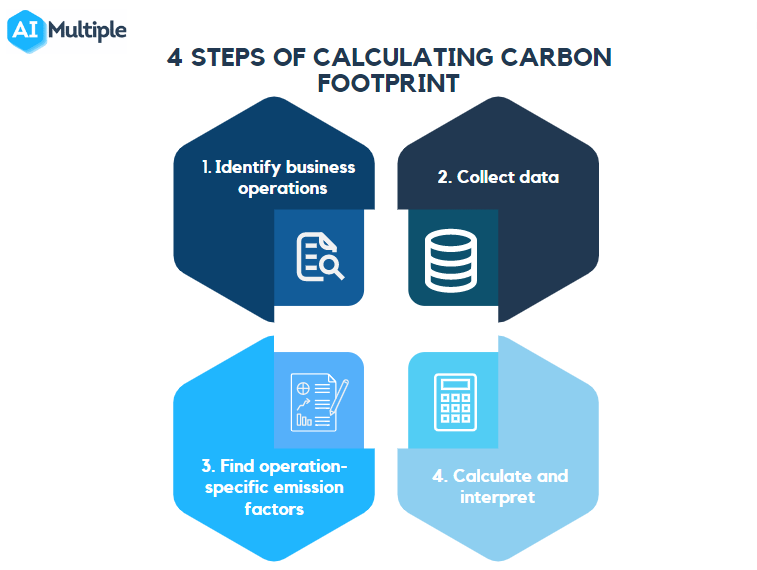 AI Multiple
4 STEPS OF CALCULATING CARBON
FOOTPRINT
1. Identify business
operations
2. Collect data
3. Find operation-
specific emission
factors
4. Calculate and
interpret